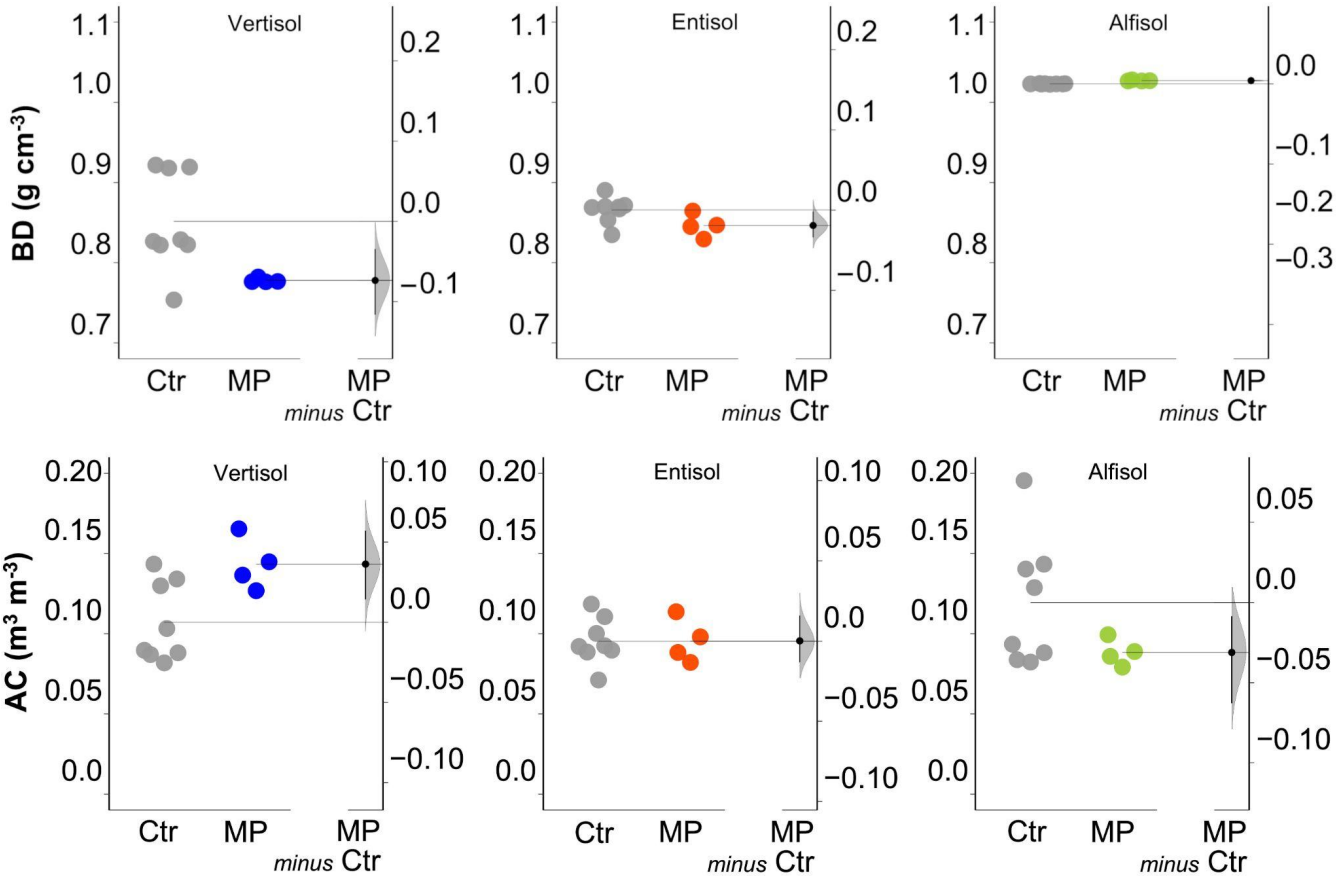 Vertisol
Entisol
Alfisol
BD (g cm-3)
1.1
1.0
0.9
0.8
0.7
0.2
0.1
0.0
−0.1
1.1
1.0
0.9
0.8
0.7
0.2
0.1
0.0
−0.1
1.1
1.0
0.9
0.8
0.7
0.0
−0.1
−0.2
−0.3
Ctr MP MP
minus Ctr
Ctr MP MP
minus Ctr
Ctr MP MP
minus Ctr
Vertisol
Entisol
Alfisol
AC (m3 m-3)
0.20
0.15
0.10
0.05
0.0
0.10
0.05
0.0
−0.05
−0.10
0.20
0.15
0.10
0.05
0.0
0.10
0.05
0.0
−0.05
−0.10
0.20
0.15
0.10
0.05
0.0
0.05
0.0
−0.05
−0.10
Ctr MP MP
minus Ctr
Ctr MP MP
minus Ctr
Ctr MP MP
minus Ctr